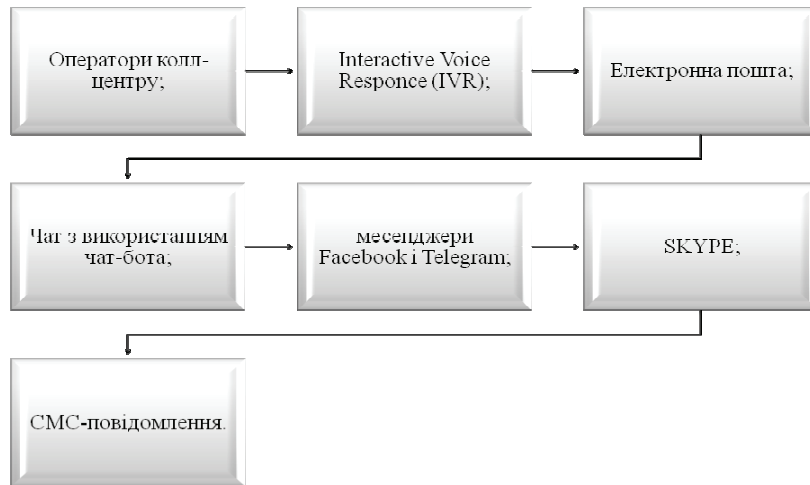 Оператори колл-
центру;
Interactive Voice
Responce (IVR);
Електронна пошта;
Чат з використанням
чат-бота;
месенджери
Facebook і Telegram;
SKYPE;
СМС-повідомлення.